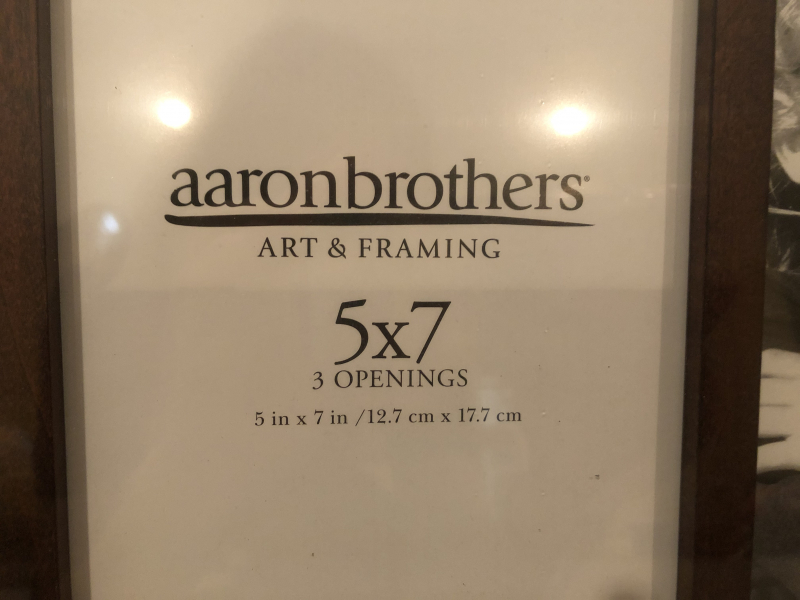 aaronbrothers®
ART & FRAMING
5x7
3 OPENINGS
5 in x 7 in /12.7 cm x 17.7 cm